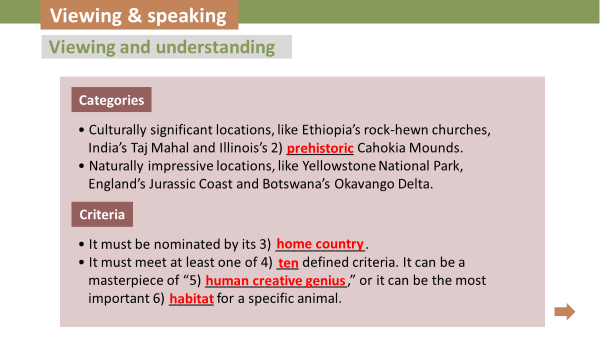 Viewing & speaking
Viewing and understanding
Categories
• Culturally significant locations, like Ethiopia’s rock-hewn churches,
India’s Taj Mahal and Illinois’s 2) prehistoric Cahokia Mounds.
• Naturally impressive locations, like Yellowstone National Park,
England’s Jurassic Coast and Botswana’s Okavango Delta.
Criteria
• It must be nominated by its 3) home country.
• It must meet at least one of 4) ten defined criteria. It can be a
masterpiece of “5) human creative genius,” or it can be the most
important 6) habitat for a specific animal.